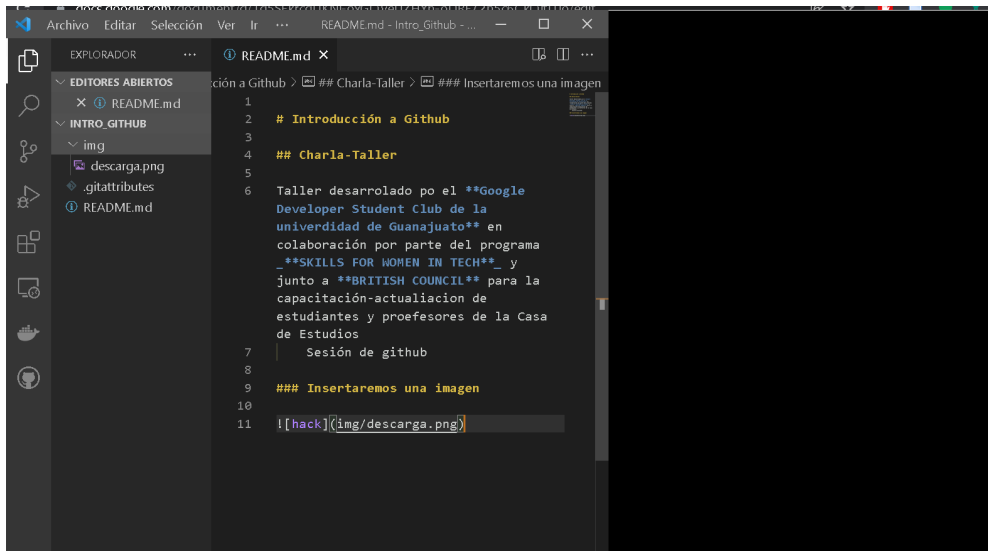 Archivo Editar Selección Ver Ir ··· README.md - Intro_Github - ...
EXPLORADOR ···
README.md
EDITORES ABIERTOS
README.md
INTRO_GITHUB
img
descarga.png
.gitattributes
README.md
ción a Github > ## Charla-Taller > ### Insertaremos una imagen
1
2 # Introducción a Github
3
4 ## Charla-Taller
5
6 Taller desarrolado po el **Google
Developer Student Club de la
univerdidad de Guanajuato** en
colaboración por parte del programa
_**SKILLS FOR WOMEN IN TECH**_ y
junto a **BRITISH COUNCIL** para la
capacitación-actualiacion de
estudiantes y proefesores de la Casa
de Estudios
7 Sesión de github
8
9 ### Insertaremos una imagen
10
11 ![hack](img/descarga.png)